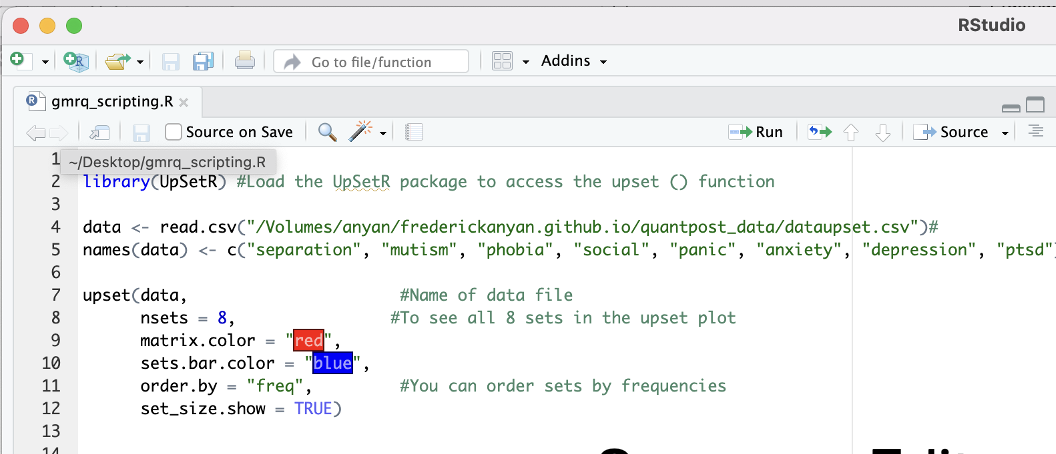 RStudio
Go to file/function
Addins
gmrq_scripting.R
Source on Save
Run
Source
1
~/Desktop/gmrq_scripting.R
2 library(UpSetR) #Load the UpSetR package to access the upset () function
3
4 data <- read.csv("/Volumes/anyan/frederickanyan.github.io/quantpost_data/dataupset.csv")#
5 names(data) <- c("separation", "mutism", "phobia", "social", "panic", "anxiety", "depression", "ptsd")
6
7 upset(data, #Name of data file
8 nsets = 8, #To see all 8 sets in the upset plot
9 matrix.color = "red",
10 sets.bar.color = "blue",
11 order.by = "freq", #You can order sets by frequencies
12 set_size.show = TRUE)
13
14